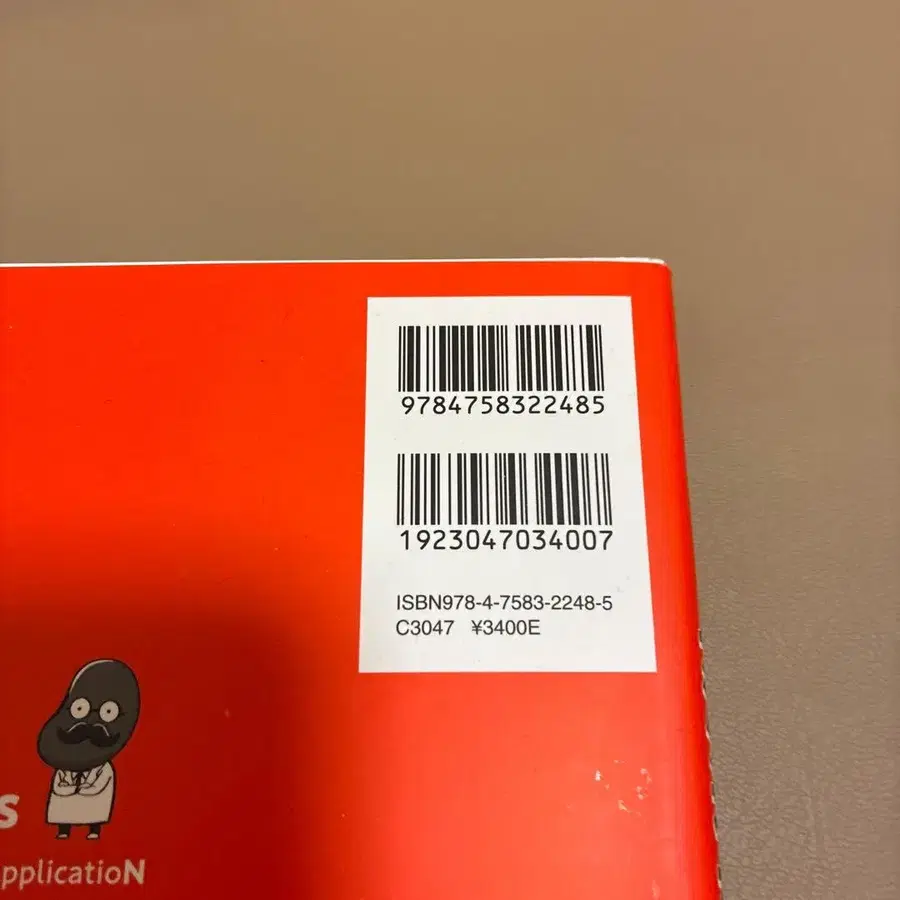 9784758322485
1923047034007
ISBN978-4-7583-2248-5
C3047 ¥3400E
s
pplicatioN